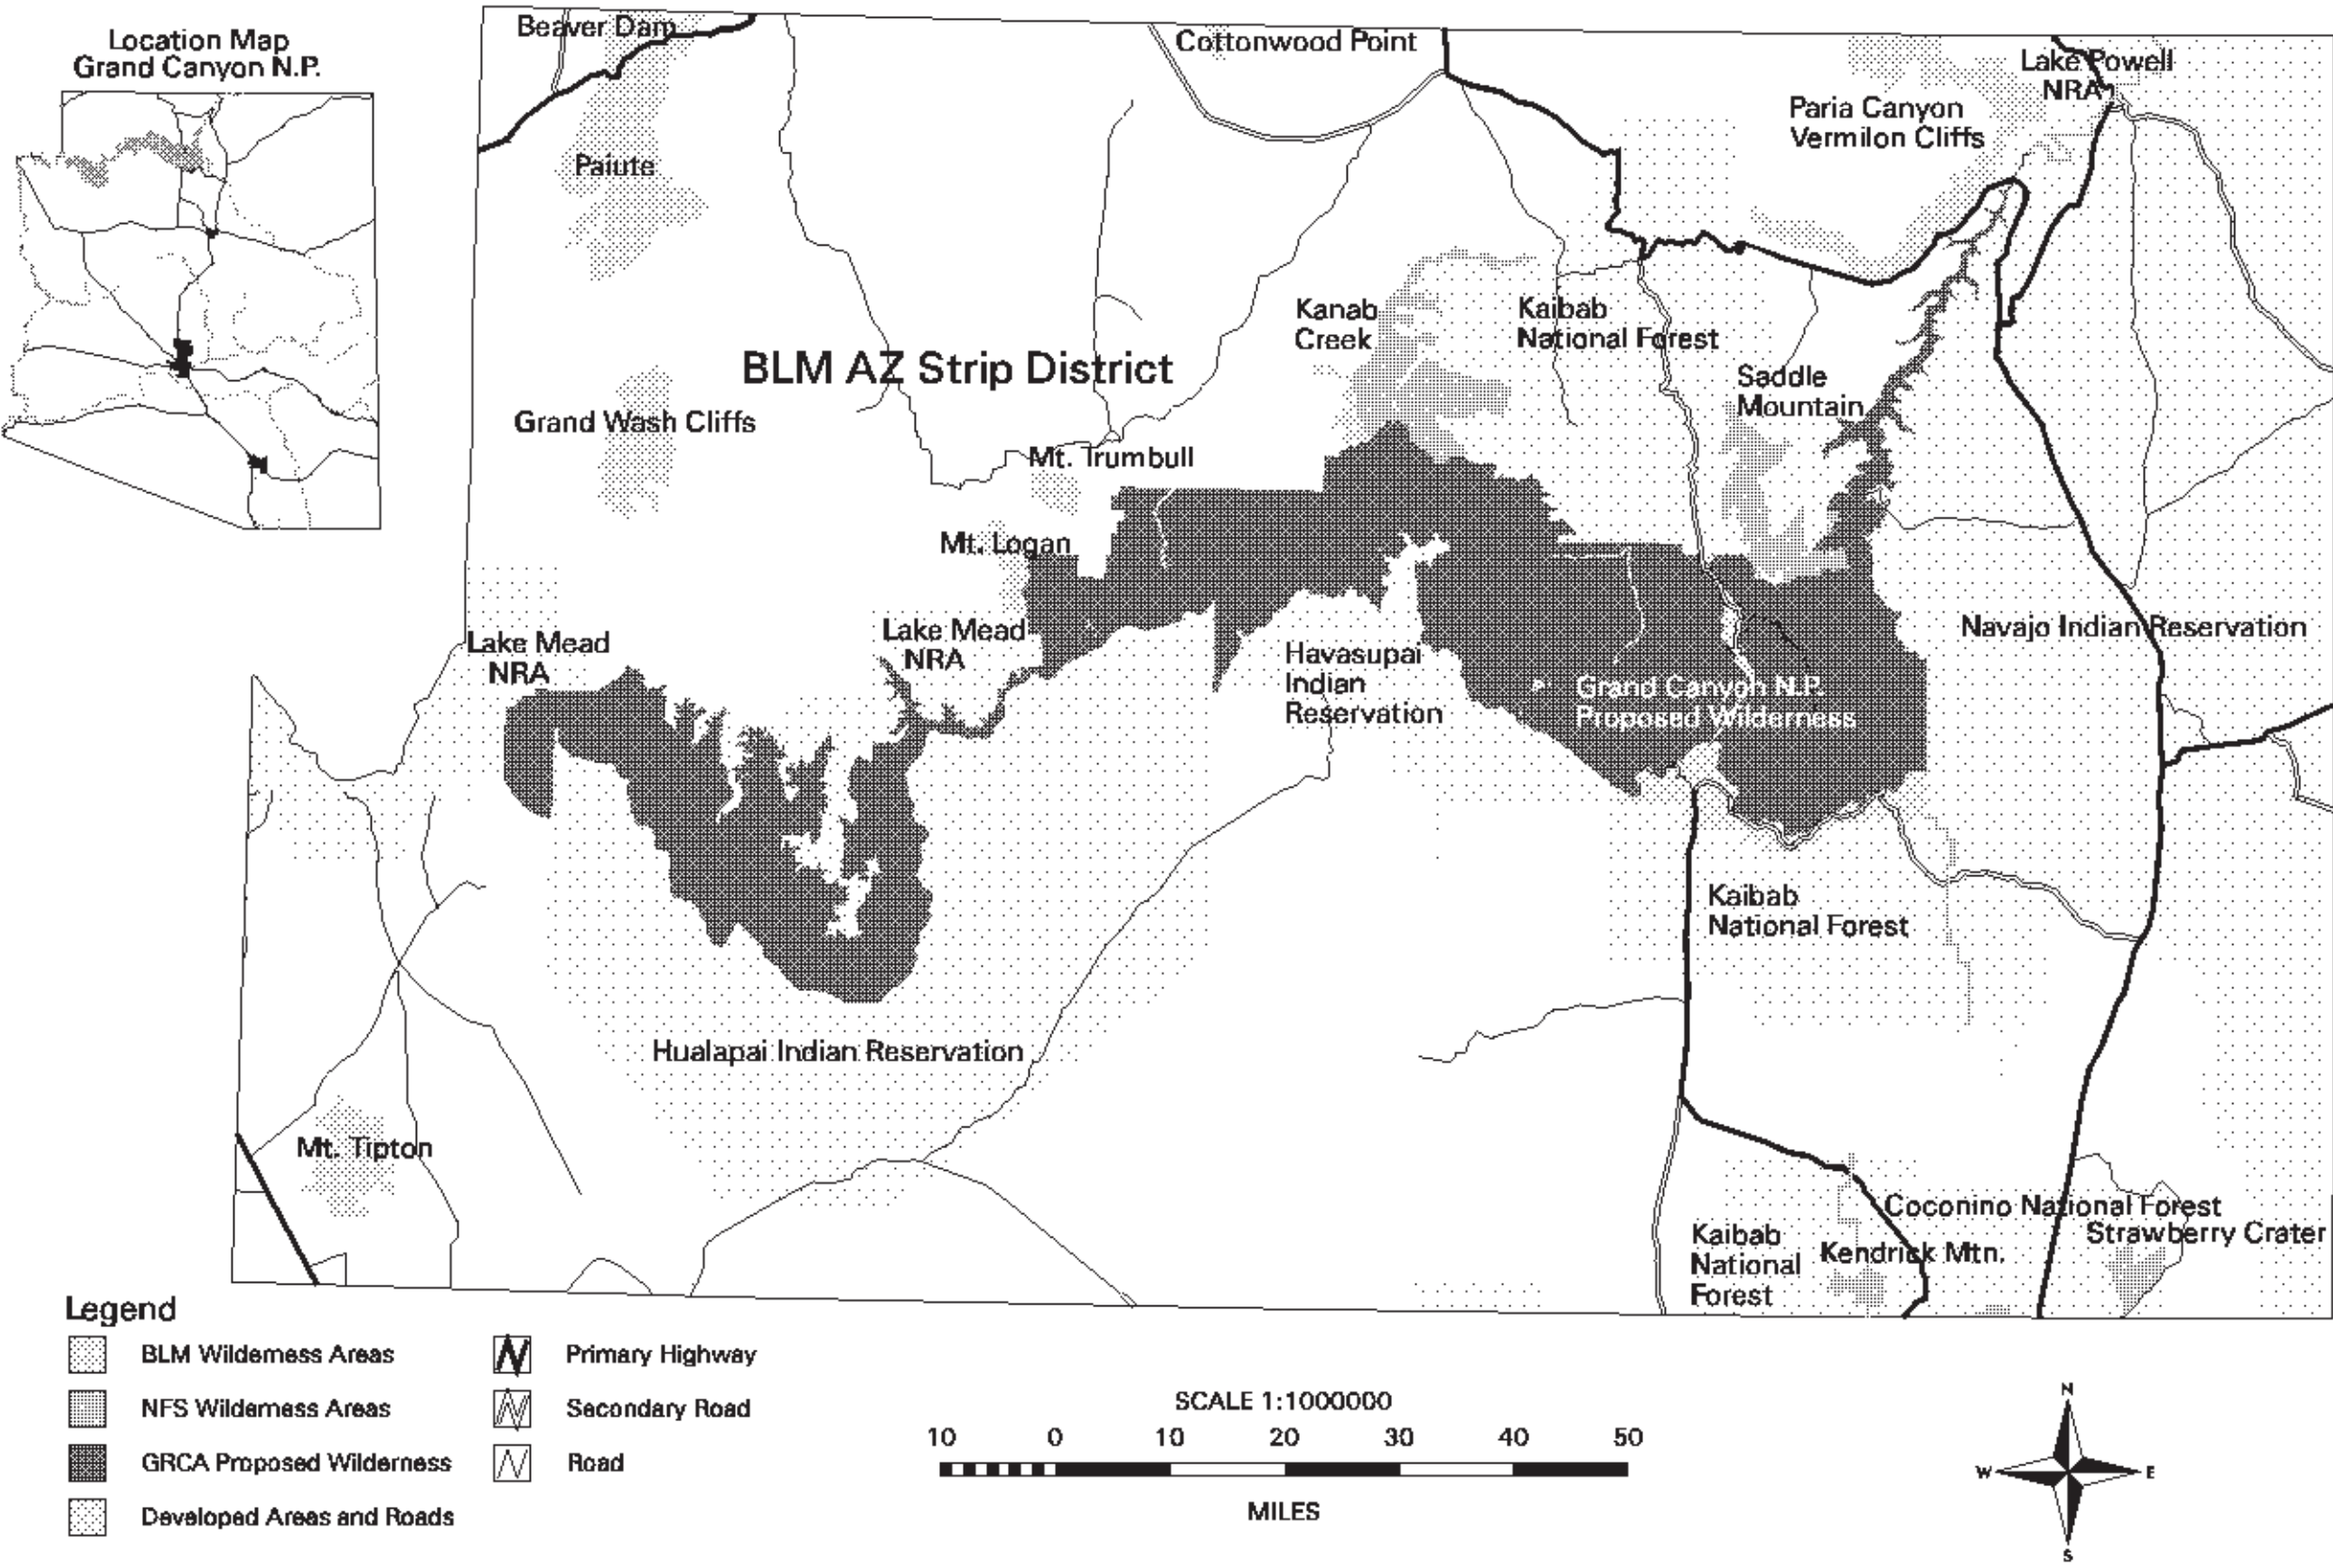 Location Map
Grand Canyon N.P.
Beaver Dam
Cottonwood Point
Lake Powell
NRA
Paria Canyon
Vermilon Cliffs
Paiute
Kanab
Creek
Kaibab
National Forest
BLM AZ Strip District
Saddle
Mountain
Grand Wash Cliffs
Mt. Trumbull
Mt. Logan
Lake Mead
NRA
Lake Mead
NRA
Havasupai
Indian
Reservation
Navajo Indian Reservation
Grand Canyon N.P.
Proposed Wilderness
Kaibab
National Forest
Hualapai Indian Reservation
Mt. Tipton
Coconino National Forest
Strawberry Crater
Kaibab
National
Forest
Kendrick Mtn.
Legend
BLM Wilderness Areas
NFS Wilderness Areas
GRCA Proposed Wilderness
Developed Areas and Roads
Primary Highway
Secondary Road
Road
SCALE 1:1000000
10 0 10 20 30 40 50
MILES
N
W E
S